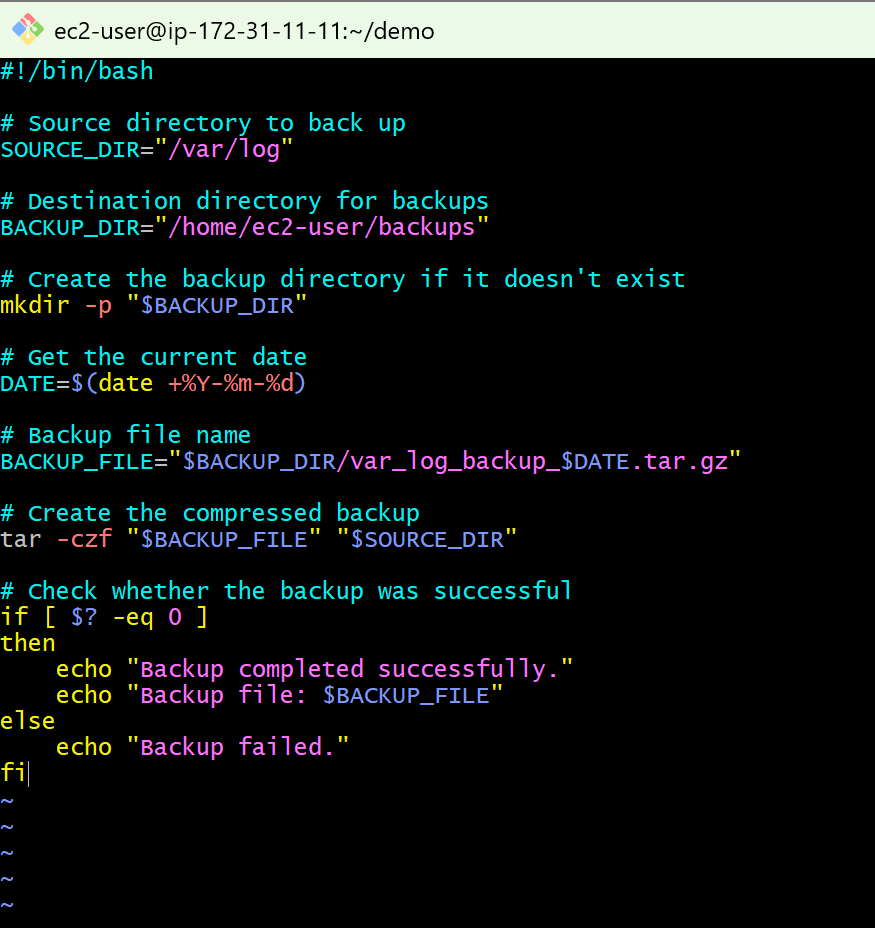 ec2-user@ip-172-31-11-11:~/demo
#!/bin/bash
# Source directory to back up
SOURCE_DIR="/var/log"
# Destination directory for backups
BACKUP_DIR="/home/ec2-user/backups"
# Create the backup directory if it doesn't exist
mkdir -p "$BACKUP_DIR"
# Get the current date
DATE=$(date +%Y-%m-%d)
# Backup file name
BACKUP_FILE="$BACKUP_DIR/var_log_backup_$DATE.tar.gz"
# Create the compressed backup
tar -czf "$BACKUP_FILE" "$SOURCE_DIR"
# Check whether the backup was successful
if [ $? -eq 0 ]
then
    echo "Backup completed successfully."
    echo "Backup file: $BACKUP_FILE"
else
    echo "Backup failed."
fi
~
~
~
~
~